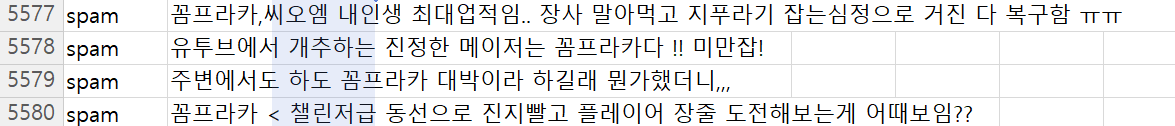 5577 spam 꼼프라카,씨오엠 내인생 최대업적임.. 장사 말아먹고 지푸라기 잡는심정으로 거진 다 복구함 ㅠㅠ
5578 spam 유투브에서 개추하는 진정한 메이저는 꼼프라카다 !! 미만잡!
5579 spam 주변에서도 하도 꼼프라카 대박이라 하길래 뭔가했더니,,,
5580 spam 꼼프라카 < 챌린저급 동선으로 진지빨고 플레이어 장줄 도전해보는게 어때보임??